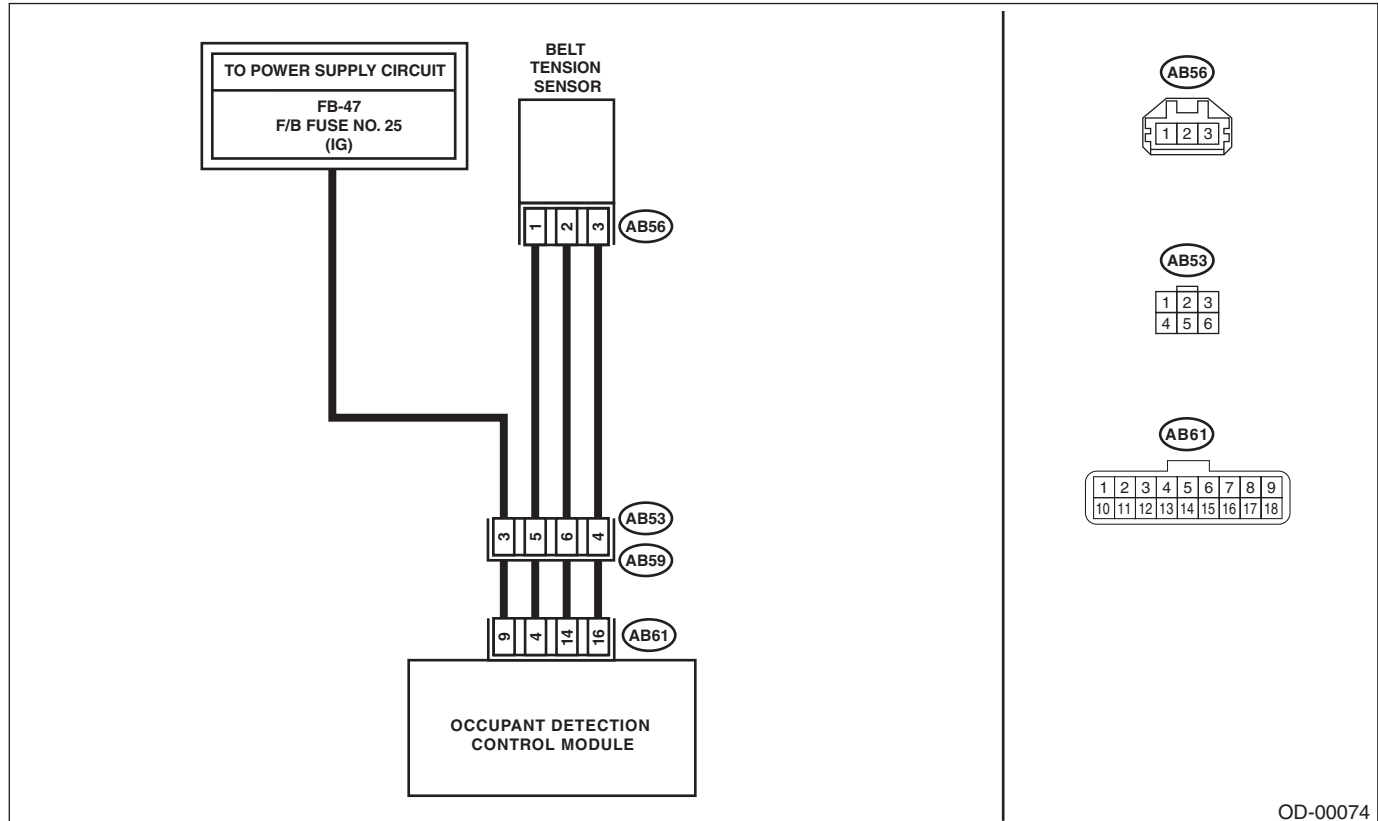 TO POWER SUPPLY CIRCUIT
FB-47
F/B FUSE NO. 25
(IG)
BELT
TENSION
SENSOR
1 2 3
AB56
3 5 6 4
AB53
AB59
9 4 14 16
AB61
OCCUPANT DETECTION
CONTROL MODULE
AB56
1 2 3
AB53
1 2 3
4 5 6
AB61
1 2 3 4 5 6 7 8 9
10 11 12 13 14 15 16 17 18
OD-00074